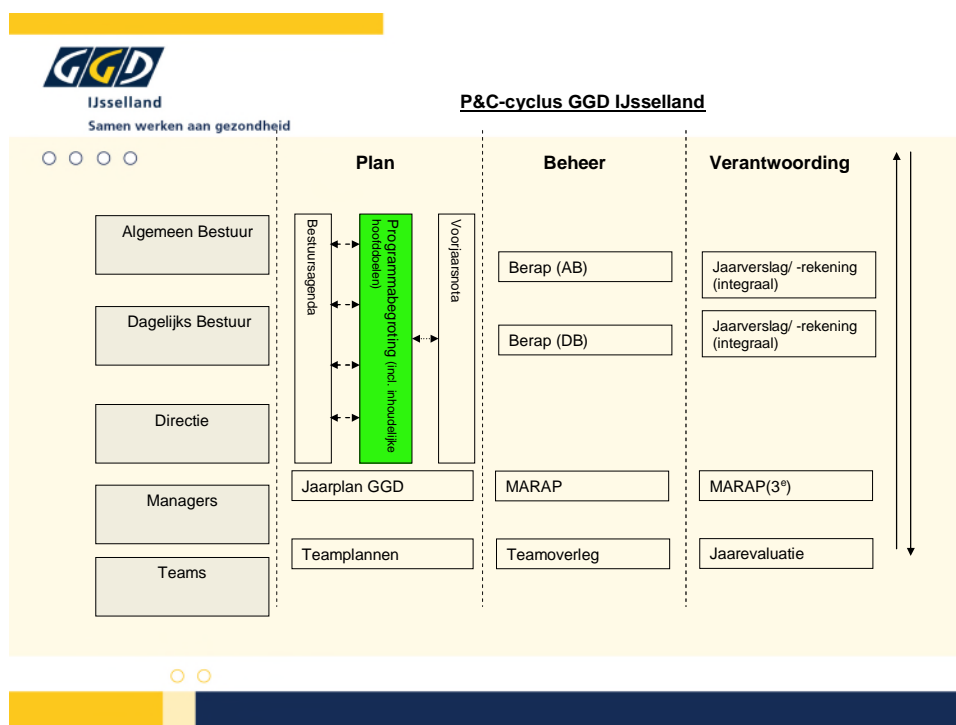 GGD
IJsselland
Samen werken aan gezondheid
P&C-cyclus GGD IJsselland
Plan
Beheer
Verantwoording
Algemeen Bestuur
Dagelijks Bestuur
Directie
Managers
Teams
Bestuursagenda
Programmabegroting (incl. inhoudelijke
hoofddoelen)
Voorjaarsnota
Berap (AB)
Jaarverslag/ -rekening
(integraal)
Berap (DB)
Jaarverslag/ -rekening
(integraal)
Jaarplan GGD
MARAP
MARAP(3ᵉ)
Teamplannen
Teamoverleg
Jaarevaluatie